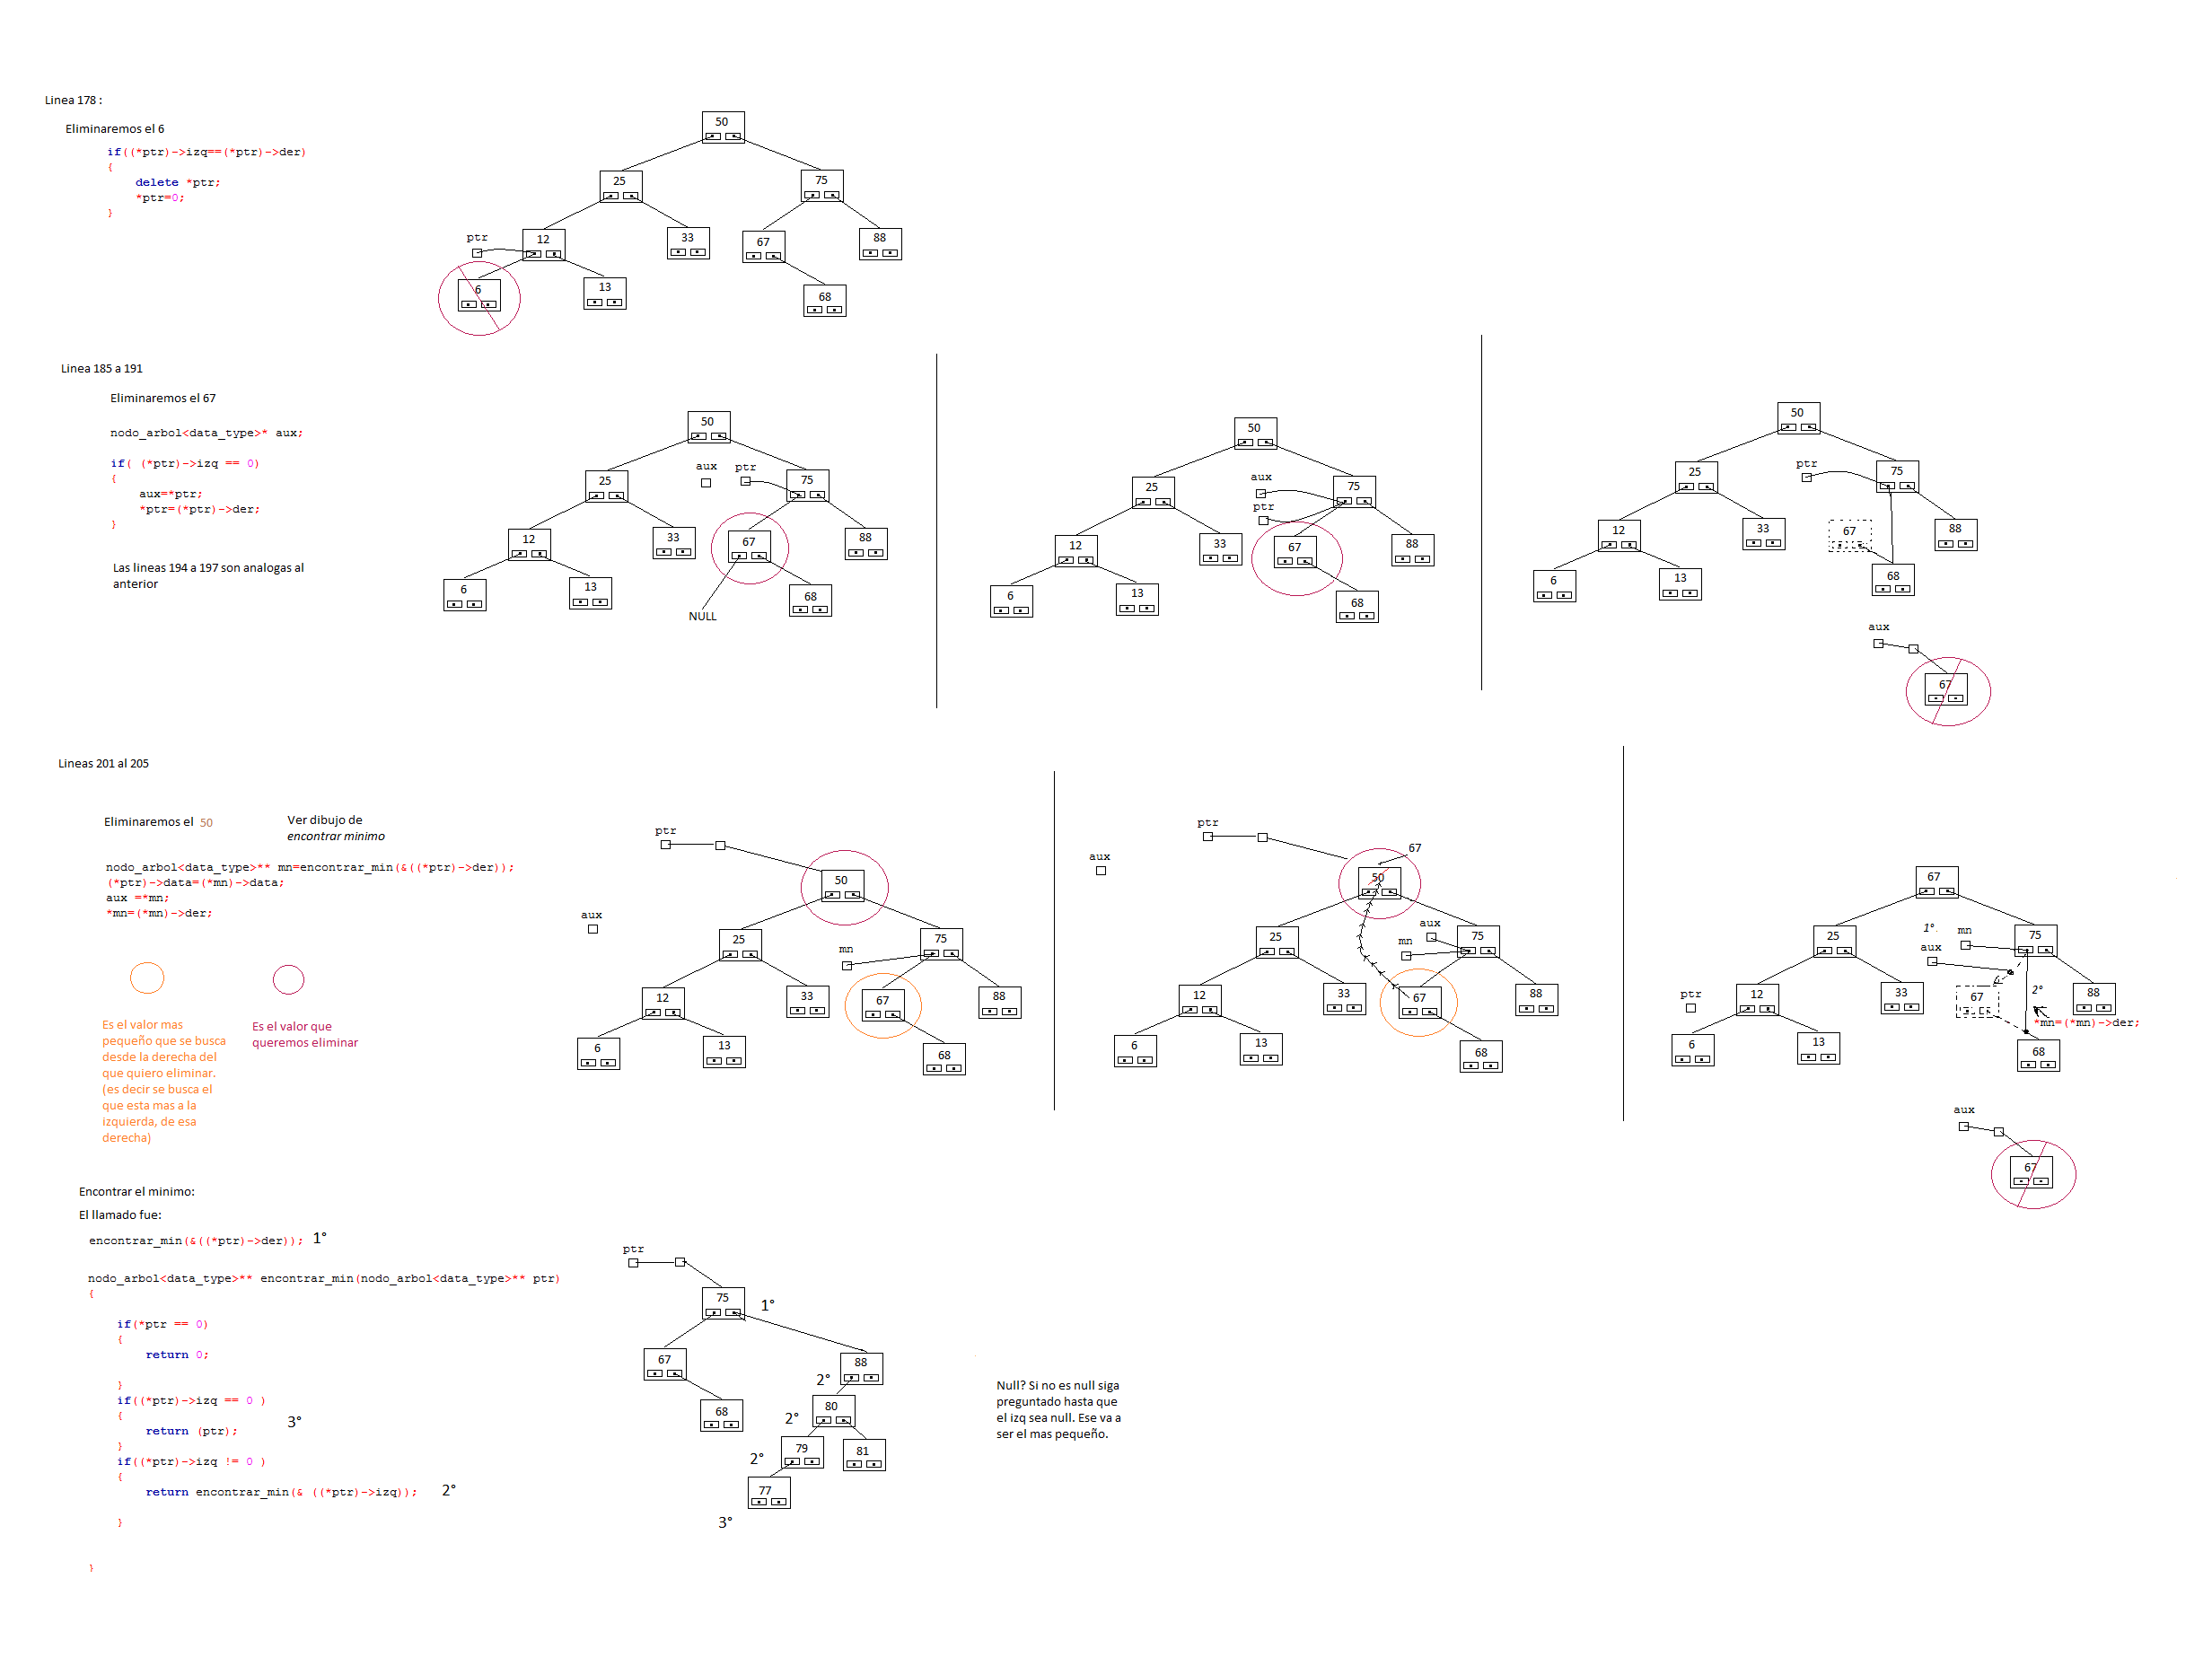 Linea 178 :
Eliminaremos el 6
if((*ptr)->izq==(*ptr)->der)
{
delete *ptr;
*ptr=0;
}
50
25
75
ptr
12
33
67
88
6
13
68
Linea 185 a 191
Eliminaremos el 67
nodo_arbol<data_type>* aux;
if( (*ptr)->izq == 0)
{
aux=*ptr;
*ptr=(*ptr)->der;
}
Las lineas 194 a 197 son analogas al
anterior
50
aux
ptr
25
75
12
33
67
88
6
13
68
NULL
50
aux
25
75
ptr
12
33
67
88
6
13
68
50
ptr
25
75
12
33
67
88
6
13
68
aux
67
Lineas 201 al 205
Eliminaremos el 50
Ver dibujo de
encontrar minimo
nodo_arbol<data_type>** mn=encontrar_min(&((*ptr)->der));
(*ptr)->data=(*mn)->data;
aux =*mn;
*mn=(*mn)->der;
Es el valor mas
pequeño que se busca
desde la derecha del
que quiero eliminar.
(es decir se busca el
que esta mas a la
izquierda, de esa
derecha)
Es el valor que
queremos eliminar
ptr
50
aux
25
75
mn
12
33
67
88
6
13
68
ptr
67
aux
50
aux
25
75
mn
12
33
67
88
6
13
68
67
1°
mn
25
75
aux
ptr
12
33
67
2°
88
*mn=(*mn)->der;
6
13
68
aux
67
Encontrar el minimo:
El llamado fue:
encontrar_min(&((*ptr)->der)); 1°
nodo_arbol<data_type>** encontrar_min(nodo_arbol<data_type>** ptr)
{
if(*ptr == 0)
{
return 0;
}
if((*ptr)->izq == 0 )
{
return (ptr);
}
3°
if((*ptr)->izq != 0 )
{
return encontrar_min(& ((*ptr)->izq)); 2°
}
}
ptr
75
1°
67
88
2°
68
80
2°
79
81
2°
77
3°
Null? Si no es null siga
preguntado hasta que
el izq sea null. Ese va a
ser el mas pequeño.